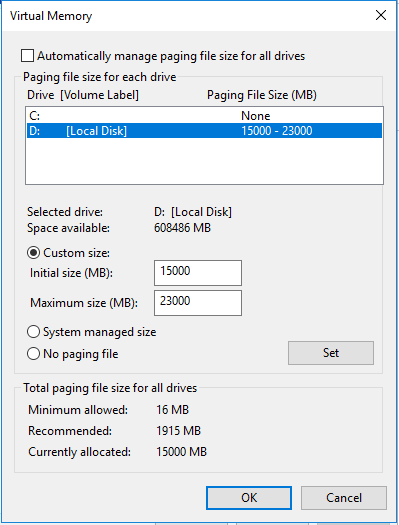 Virtual Memory
Automatically manage paging file size for all drives
Paging file size for each drive
Drive [Volume Label] Paging File Size (MB)
C: None
D: [Local Disk] 15000 - 23000
Selected drive: D: [Local Disk]
Space available: 608486 MB
Custom size:
Initial size (MB): 15000
Maximum size (MB): 23000
System managed size
No paging file Set
Total paging file size for all drives
Minimum allowed: 16 MB
Recommended: 1915 MB
Currently allocated: 15000 MB
OK Cancel